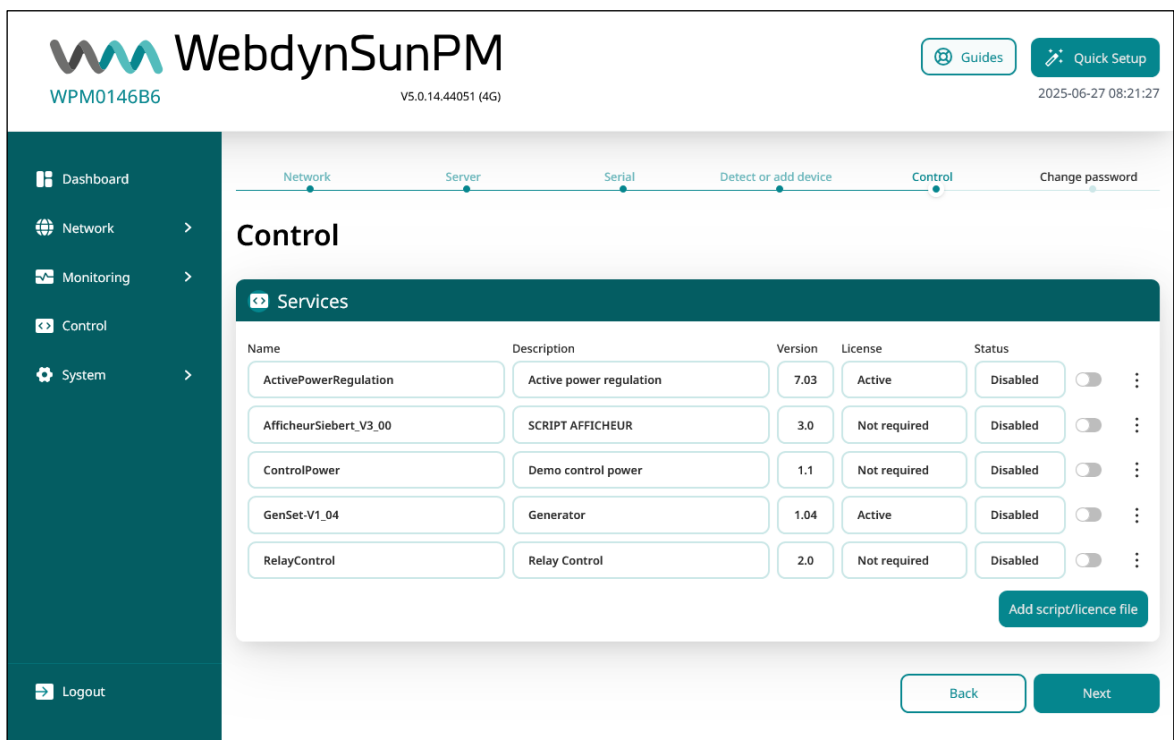 WebdynSunPM
WPM0146B6
V5.0.14.44051 (4G)
Guides
Quick Setup
2025-06-27 08:21:27
Dashboard
Network
Monitoring
Control
System
Logout
Network Server Serial Detect or add device Control Change password
Control
Services
Name Description Version License Status
ActivePowerRegulation Active power regulation 7.03 Active Disabled
AfficheurSiebert_V3_00 SCRIPT AFFICHEUR 3.0 Not required Disabled
ControlPower Demo control power 1.1 Not required Disabled
GenSet-V1_04 Generator 1.04 Active Disabled
RelayControl Relay Control 2.0 Not required Disabled
Add script/licence file
Back Next